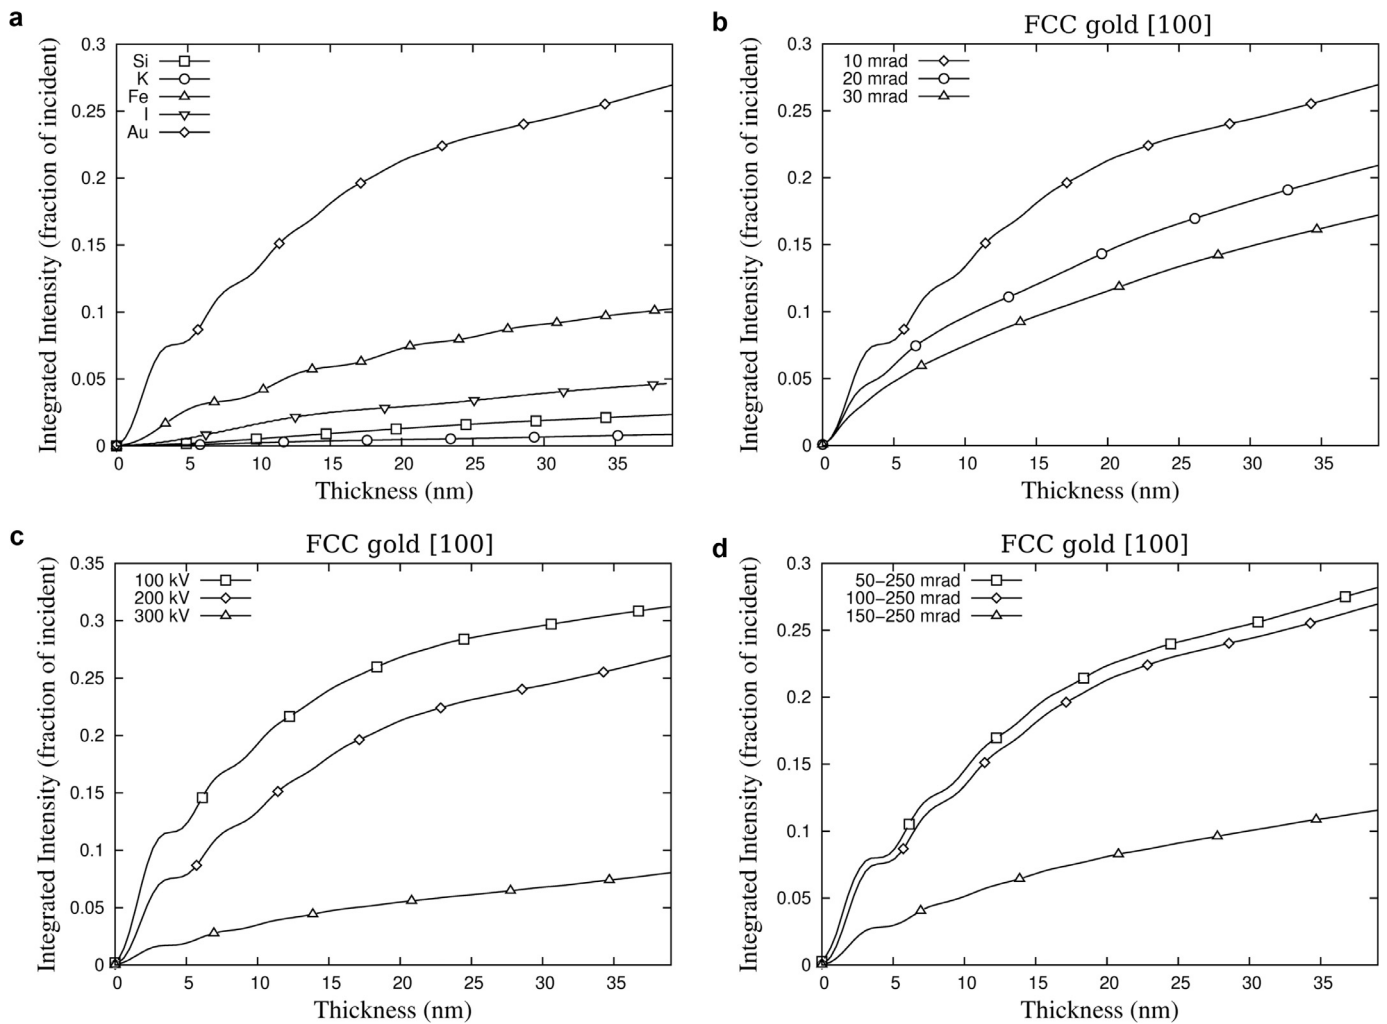 a
Integrated Intensity (fraction of incident)
0.3
0.25
0.2
0.15
0.1
0.05
0
Si
K
Fe
I
Au
0 5 10 15 20 25 30 35
Thickness (nm)
b
FCC gold [100]
Integrated Intensity (fraction of incident)
0.3
0.25
0.2
0.15
0.1
0.05
0
10 mrad
20 mrad
30 mrad
0 5 10 15 20 25 30 35
Thickness (nm)
c
FCC gold [100]
Integrated Intensity (fraction of incident)
0.35
0.3
0.25
0.2
0.15
0.1
0.05
0
100 kV
200 kV
300 kV
0 5 10 15 20 25 30 35
Thickness (nm)
d
FCC gold [100]
Integrated Intensity (fraction of incident)
0.3
0.25
0.2
0.15
0.1
0.05
0
50−250 mrad
100−250 mrad
150−250 mrad
0 5 10 15 20 25 30 35
Thickness (nm)